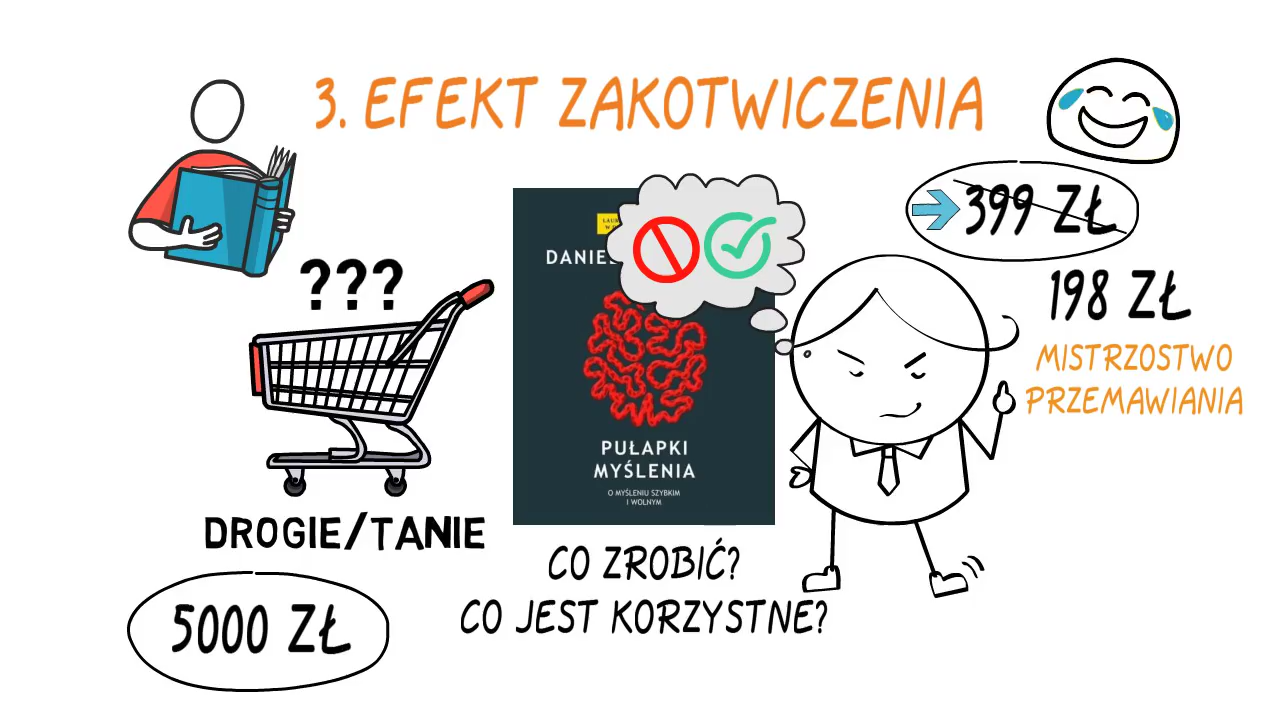 3. EFEKT ZAKOTWICZENIA
399 ZŁ
198 ZŁ
MISTRZOSTWO
PRZEMAWIANIA
???
DROGIE/TANIE
5000 ZŁ
PUŁAPKI
MYŚLENIA
O MYŚLENIU SZYBKIM
I WOLNYM
CO ZROBIĆ?
CO JEST KORZYSTNE?